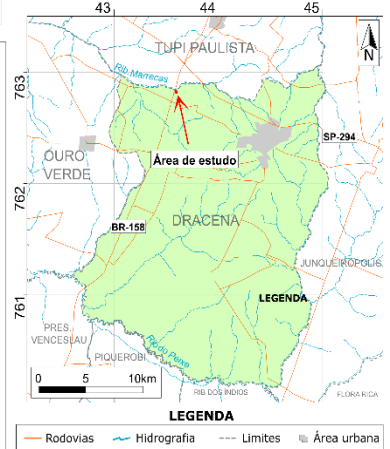 43 44 45
TUPI PAULISTA
N
Rib Marrecas
763
SP-294
OURO
VERDE
Área de estudo
762
DRACENA
BR-158
JUNQUEIRÓPOLIS
LEGENDA
761
PRES.
VENCESLAU
PIQUEROBI
Rio do Peixe
0 5 10km
RIB DOS ÍNDIOS
FLORA RICA
LEGENDA
Rodovias Hidrografia Limites Área urbana